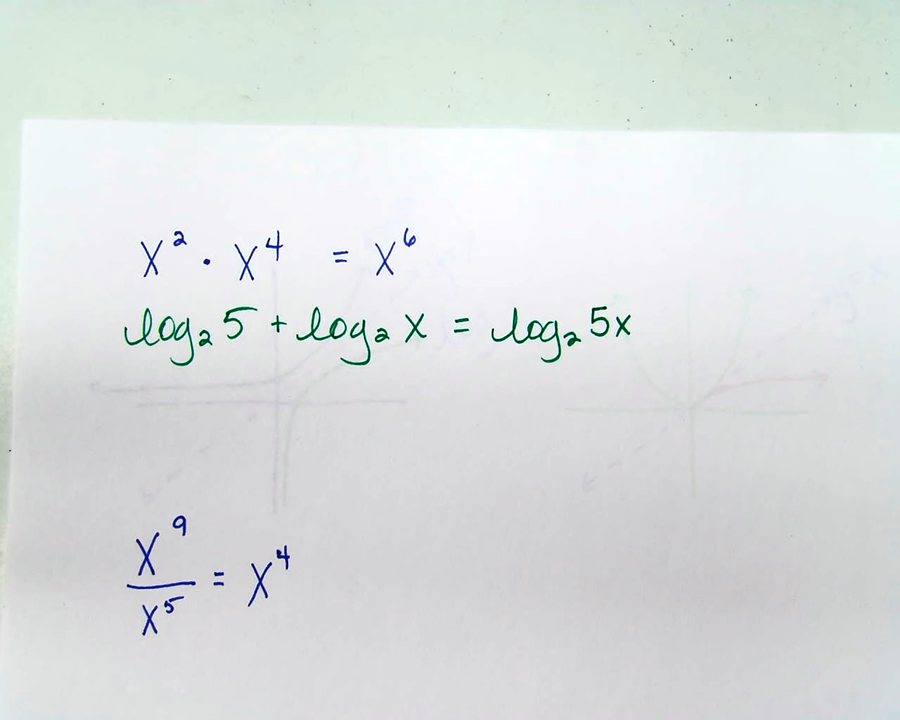 x² · x⁴ = x⁶
log₂ 5 + log₂ x = log₂ 5x
x⁹/x⁵ = x⁴